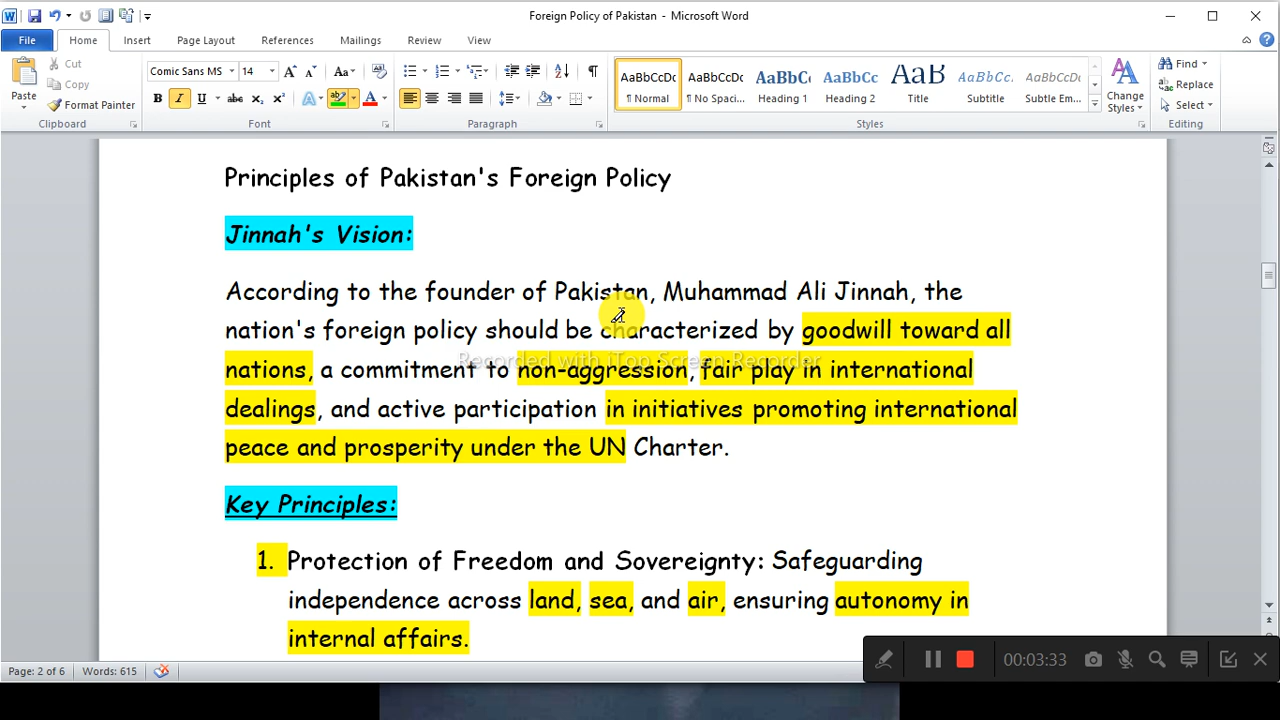 Foreign Policy of Pakistan - Microsoft Word
File Home Insert Page Layout References Mailings Review View
Paste
Cut
Copy
Format Painter
Clipboard
Comic Sans MS 14
Font
Paragraph
AaBbCcDc AaBbCcDc AaBbC AaBbCc AaB AaBbCc. AaBbCcDc
¶ Normal ¶ No Spaci... Heading 1 Heading 2 Title Subtitle Subtle Em...
Styles
Change
Styles
Find
Replace
Select
Editing
Principles of Pakistan's Foreign Policy
Jinnah's Vision:
According to the founder of Pakistan, Muhammad Ali Jinnah, the
nation's foreign policy should be characterized by goodwill toward all
Recorded with iTop Screen Recorder
nations, a commitment to non-aggression, fair play in international
dealings, and active participation in initiatives promoting international
peace and prosperity under the UN Charter.
Key Principles:
1. Protection of Freedom and Sovereignty: Safeguarding
independence across land, sea, and air, ensuring autonomy in
internal affairs.
00:03:33
Page: 2 of 6 Words: 615